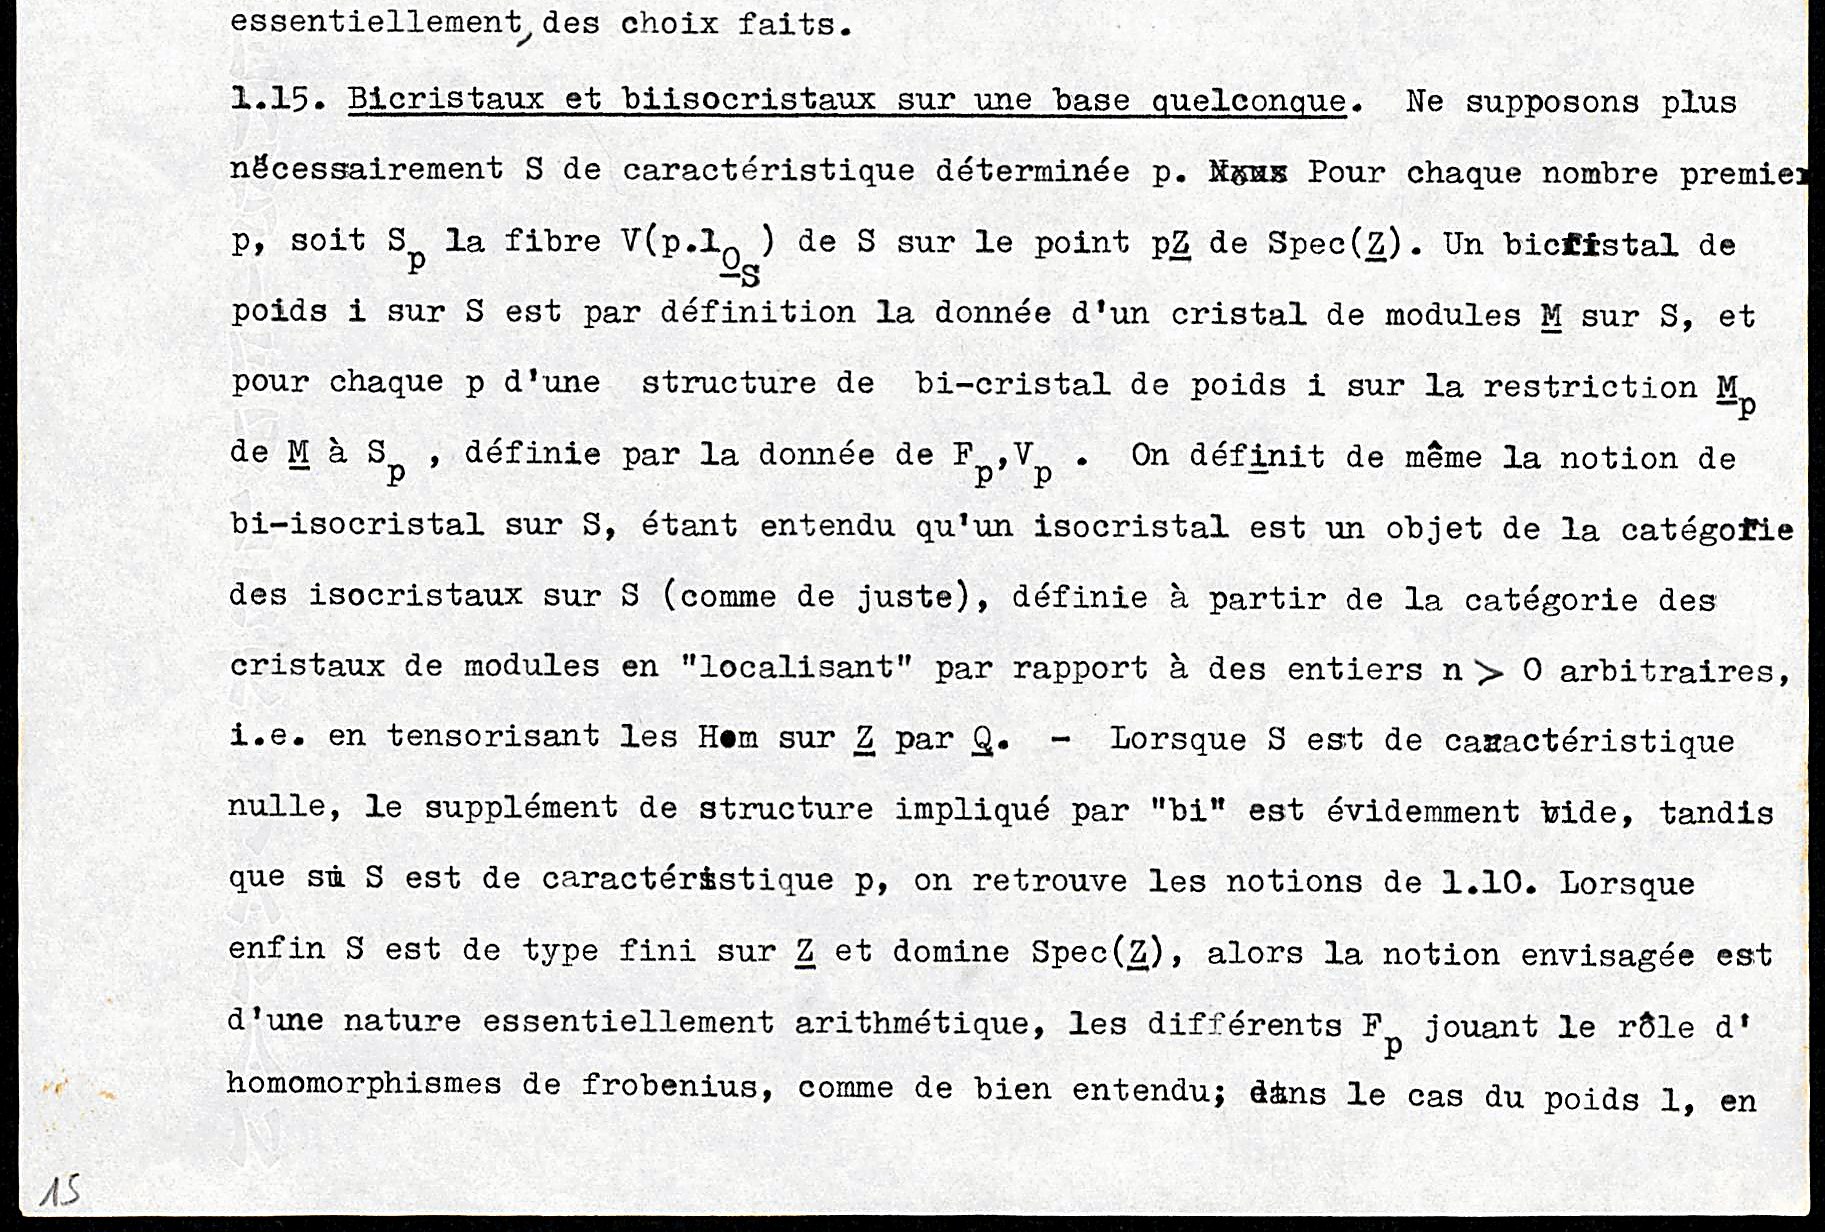 essentiellement, des choix faits.
1.15. Bicristaux et biisocristaux sur une base quelconque. Ne supposons plus
nécessairement S de caractéristique déterminée p. Pour chaque nombre premier
p, soit S_p la fibre V(p.1_{O_S}) de S sur le point pZ de Spec(Z). Un bicristal de
poids i sur S est par définition la donnée d'un cristal de modules M sur S, et
pour chaque p d'une structure de bi-cristal de poids i sur la restriction M_p
de M à S_p , définie par la donnée de F_p,V_p . On définit de même la notion de
bi-isocristal sur S, étant entendu qu'un isocristal est un objet de la catégorie
des isocristaux sur S (comme de juste), définie à partir de la catégorie des
cristaux de modules en "localisant" par rapport à des entiers n > 0 arbitraires,
i.e. en tensorisant les Hom sur Z par Q. - Lorsque S est de caractéristique
nulle, le supplément de structure impliqué par "bi" est évidemment vide, tandis
que si S est de caractéristique p, on retrouve les notions de 1.10. Lorsque
enfin S est de type fini sur Z et domine Spec(Z), alors la notion envisagée est
d'une nature essentiellement arithmétique, les différents F_p jouant le rôle d'
homomorphismes de frobenius, comme de bien entendu; dans le cas du poids 1, en
15